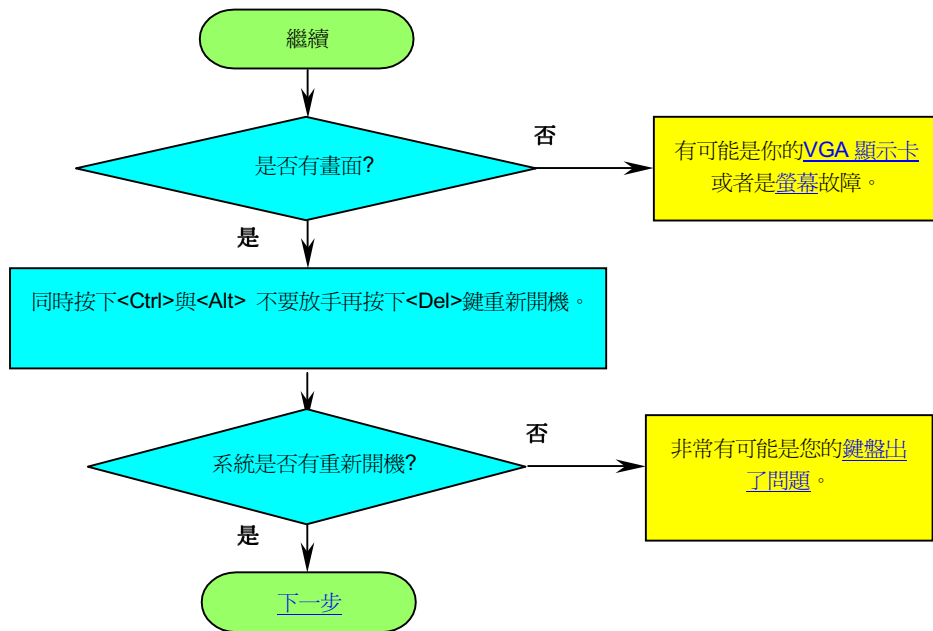 繼續
是否有畫面?
否
有可能是你的VGA 顯示卡
或者是螢幕故障。
是
同時按下<Ctrl>與<Alt> 不要放手再按下<Del>鍵重新開機。
系統是否有重新開機?
否
非常有可能是您的鍵盤出
了問題。
是
下一步